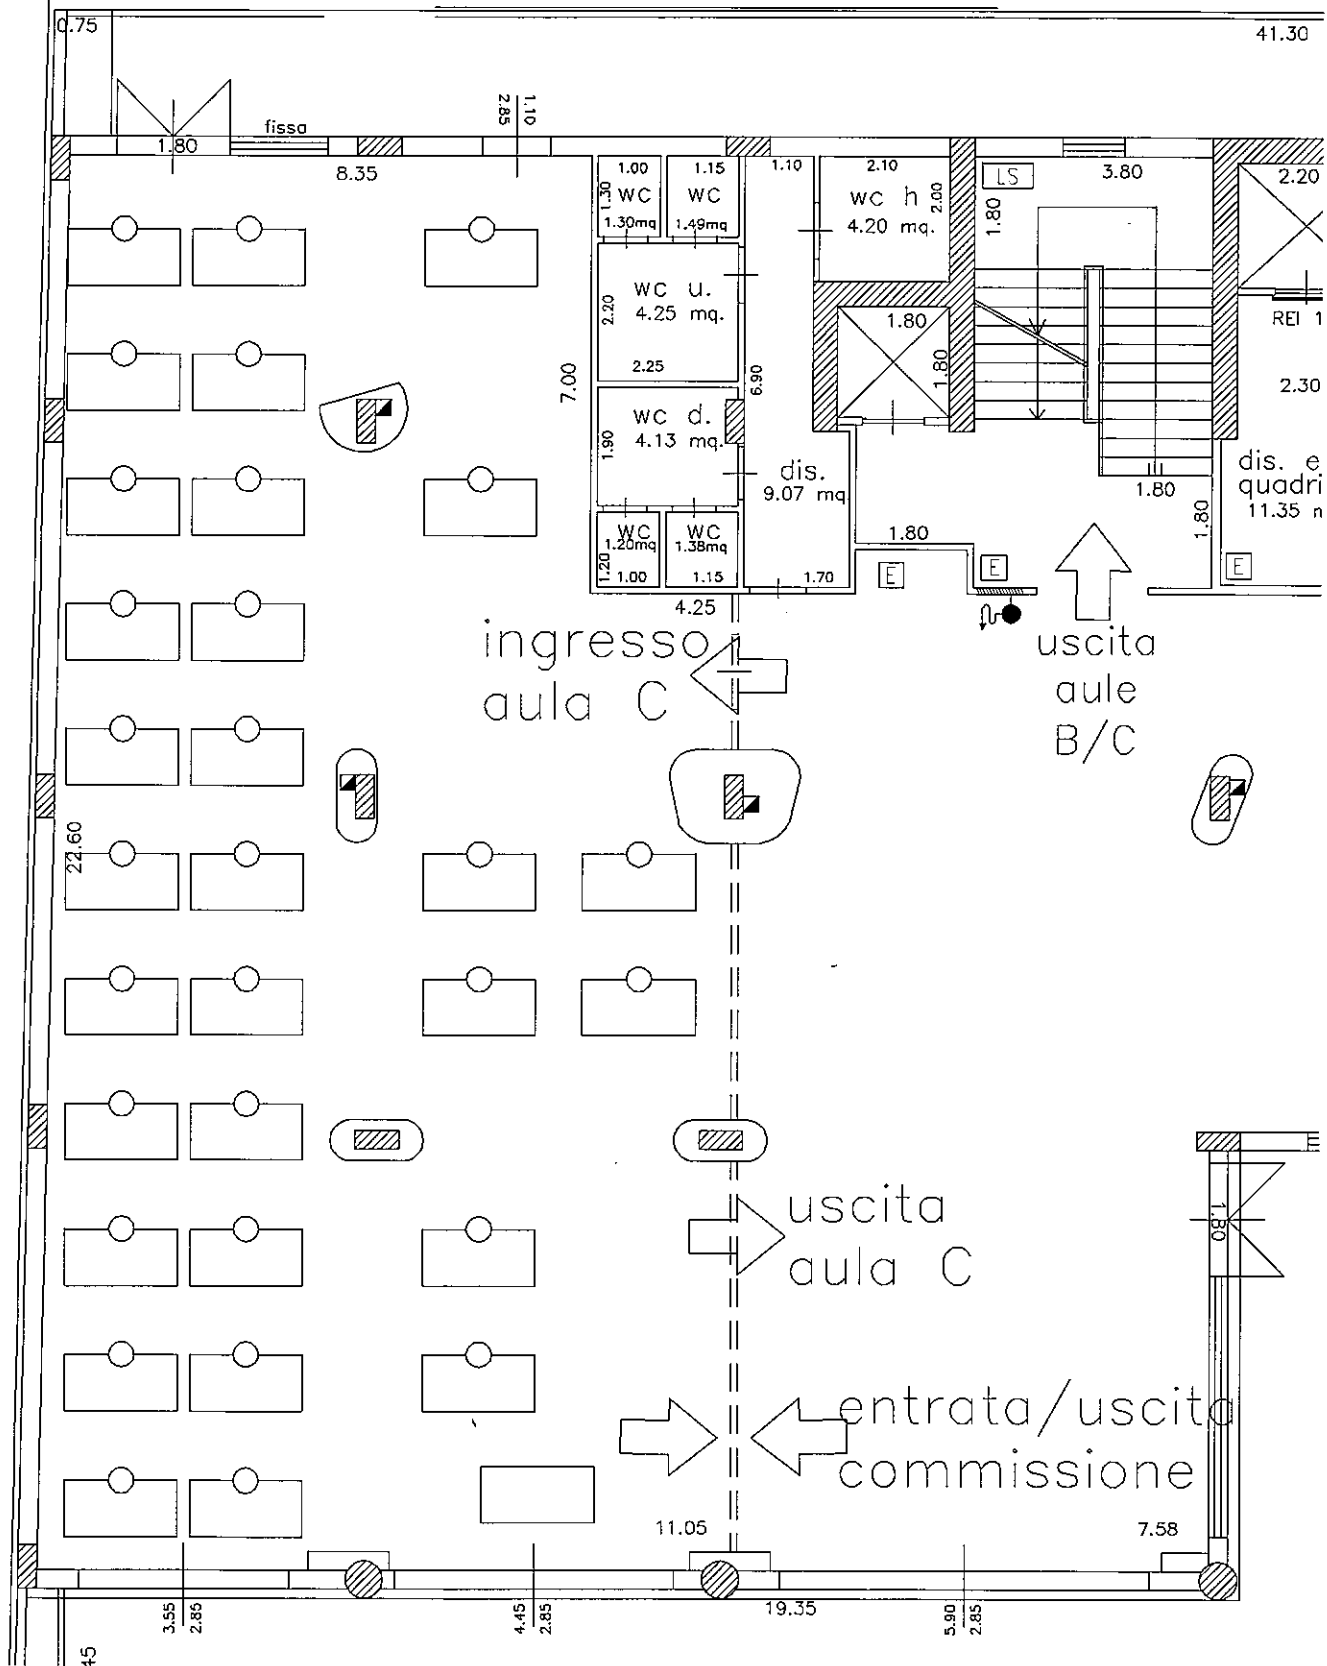 0.75
41.30
1.10
2.85
fissa
1.80
8.35
1.00
1.15
1.10
2.10
LS
3.80
2.20
1.30
wc
wc
wc h
2.00
1.80
1.30mq
1.49mq
4.20 mq.
wc u.
4.25 mq.
2.20
2.25
1.80
1.80
REI 1
2.30
7.00
6.90
wc d.
4.13 mq.
1.90
dis.
9.07 mq
dis. e
quadri
11.35
1.80
1.80
1.80
wc
wc
1.20mq
1.38mq
1.20
1.00
1.15
1.70
E
E
E
4.25
ingresso
aula C
uscita
aule
B/C
22.60
uscita
aula C
1.80
entrata/uscita
commissione
11.05
7.58
19.35
3.55
2.85
4.45
2.85
5.90
2.85
45